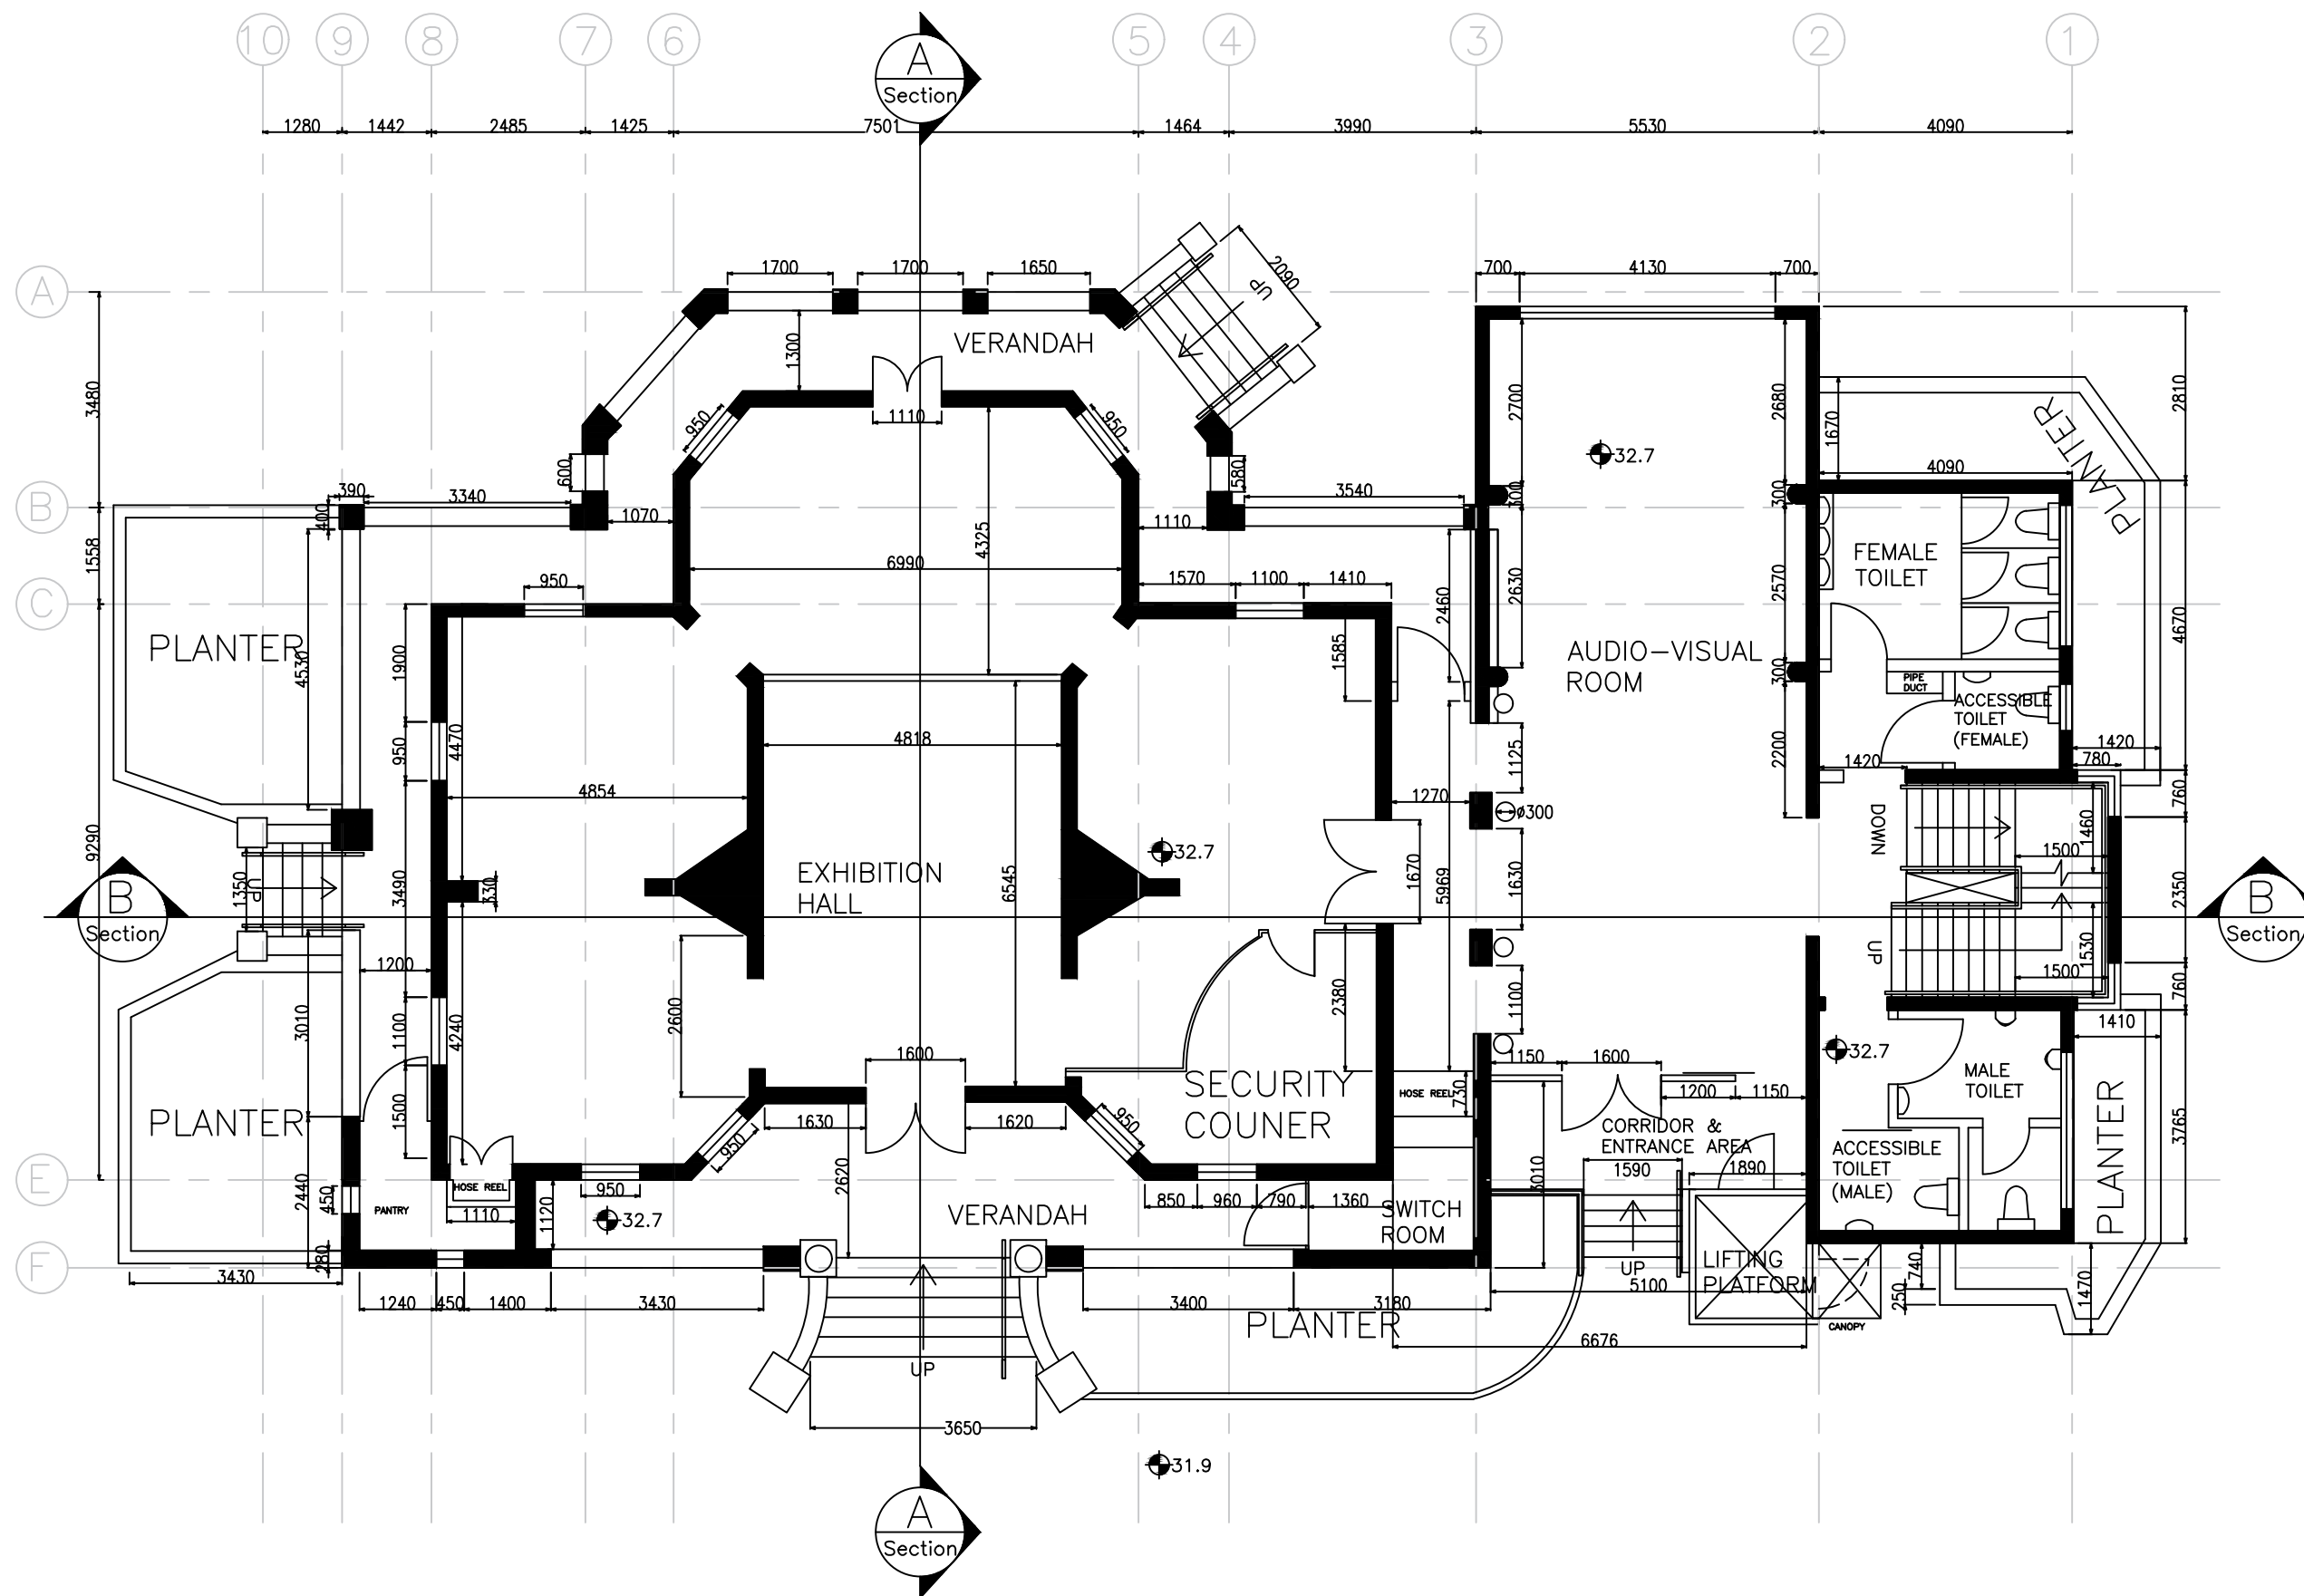 10 9 8 7 6 5 4 3 2 1
A
Section
1280 1442 2485 1425 7501 1464 3990 5530 4090
A
1700 1700 1650
2090
UP
700 4130 700
VERANDAH
1300
3480
950
1110
950
2700
2680
2810
1670
PLANTER
32.7
600
580
4090
B
390
3340
3540
400
1070
1110
300
300
4325
1558
6990
FEMALE
TOILET
950
1570 1100 1410
2460
2630
2570
4670
C
PLANTER
4530
1900
1585
AUDIO-VISUAL
ROOM
300
PIPE
DUCT
ACCESSIBLE
TOILET
(FEMALE)
950
4470
4818
1125
2200
1420
1420
780
4854
1270
ø300
DOWN
1460
760
9290
3490
32.7
1670
1630
1500
EXHIBITION
HALL
6545
5969
B
Section
1350
UP
330
2350
B
Section
UP
1530
1200
1500
760
3010
2600
2380
1100
1100
4240
1410
1600
1150 1600
32.7
SECURITY
COUNER
HOSE REEL
730
1200 1150
MALE
TOILET
PLANTER
1500
1630
1620
950
950
CORRIDOR &
ENTRANCE AREA
ACCESSIBLE
TOILET
(MALE)
3765
PLANTER
2620
3010
1590
1890
E
HOSE REEL
2440
450
950
850 960 790 1360
PANTRY
1110
1120
32.7
VERANDAH
SWITCH
ROOM
F
280
LIFTING
PLATFORM
UP
740
3430
5100
250
1470
1240 450 1400 3430
3400 3180
PLANTER
CANOPY
6676
UP
3650
31.9
A
Section